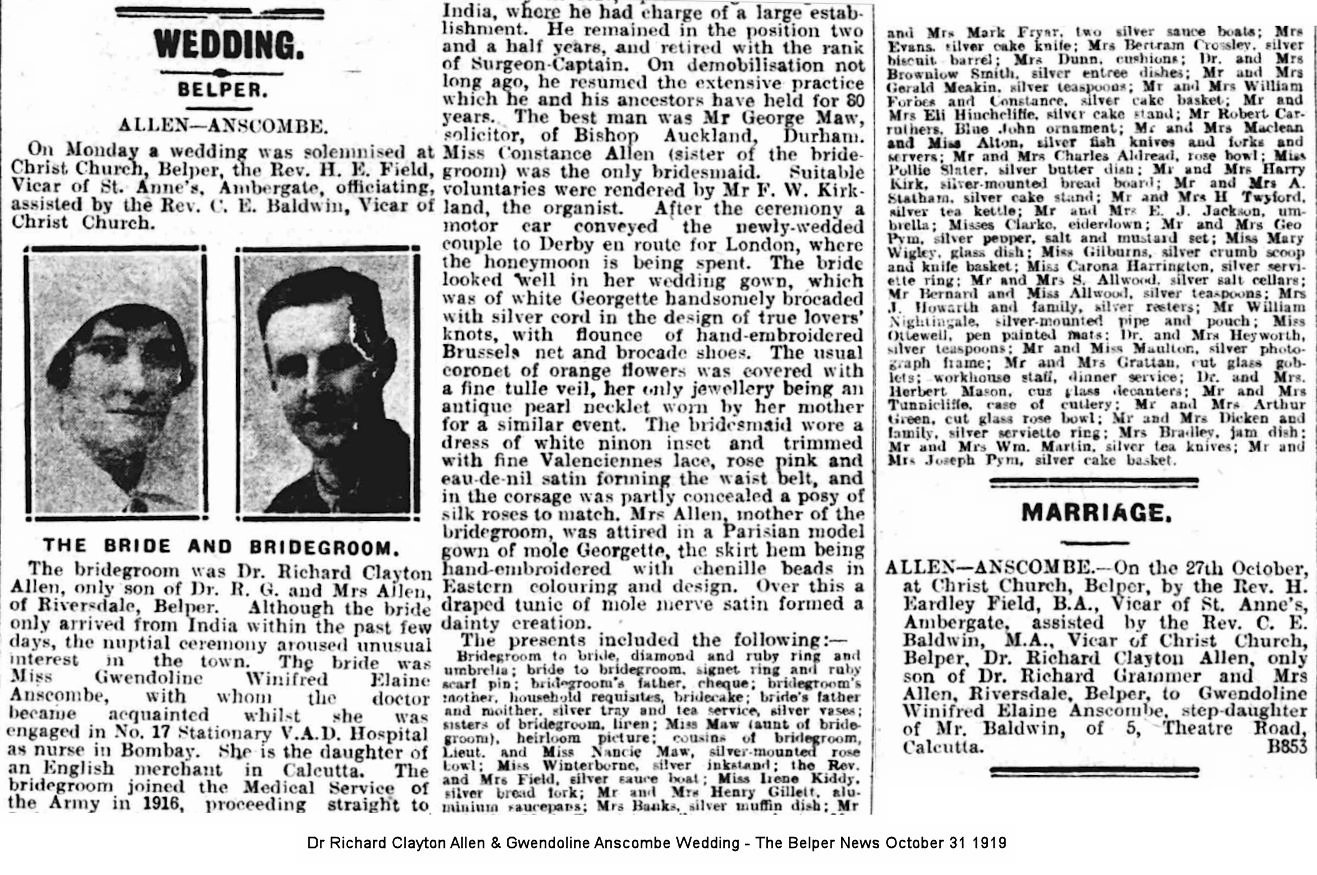 WEDDING.
BELPER.
ALLEN—ANSCOMBE.
On Monday a wedding was solemnised at
Christ Church, Belper, the Rev. H. E. Field,
Vicar of St. Anne's, Ambergate, officiating,
assisted by the Rev. C. E. Baldwin, Vicar of
Christ Church.
THE BRIDE AND BRIDEGROOM.
The bridegroom was Dr. Richard Clayton
Allen, only son of Dr. R. G. and Mrs Allen,
of Riversdale, Belper. Although the bride
only arrived from India within the past few
days, the nuptial ceremony aroused unusual
interest in the town. The bride was
Miss Gwendoline Winifred Elaine
Anscombe, with whom the doctor
became acquainted whilst she was
engaged in No. 17 Stationary V.A.D. Hospital
as nurse in Bombay. She is the daughter of
an English merchant in Calcutta. The
bridegroom joined the Medical Service of
the Army in 1916, proceeding straight to
India, where he had charge of a large estab-
lishment. He remained in the position two
and a half years, and retired with the rank
of Surgeon-Captain. On demobilisation not
long ago, he resumed the extensive practice
which he and his ancestors have held for 80
years. The best man was Mr George Maw,
solicitor, of Bishop Auckland, Durham.
Miss Constance Allen (sister of the bride-
groom) was the only bridesmaid. Suitable
voluntaries were rendered by Mr F. W. Kirk-
land, the organist. After the ceremony a
motor car conveyed the newly-wedded
couple to Derby en route for London, where
the honeymoon is being spent. The bride
looked well in her wedding gown, which
was of white Georgette handsomely brocaded
with silver cord in the design of true lovers'
knots, with flounce of hand-embroidered
Brussels net and brocade shoes. The usual
coronet of orange flowers was covered with
a fine tulle veil, her only jewellery being an
antique pearl necklet worn by her mother
for a similar event. The bridesmaid wore a
dress of white ninon inset and trimmed
with fine Valenciennes lace, rose pink and
eau-de-nil satin forming the waist belt, and
in the corsage was partly concealed a posy of
silk roses to match. Mrs Allen, mother of the
bridegroom, was attired in a Parisian model
gown of mole Georgette, the skirt hem being
hand-embroidered with chenille beads in
Eastern colouring and design. Over this a
draped tunic of mole merve satin formed a
dainty creation.
The presents included the following:—
Bridegroom to bride, diamond and ruby ring and
umbrella; bride to bridegroom, signet ring and ruby
scarf pin; bridegroom's father, cheque; bridegroom's
mother, household requisites, bridecake; bride's father
and moither, silver tray and tea service, silver vases;
sisters of bridegroom, linen; Miss Maw (aunt of bride-
groom), heirloom picture; cousins of bridegroom,
Lieut. and Miss Nancie Maw, silver-mounted rose
bowl; Miss Winterborne, silver inkstand; the Rev.
and Mrs Field, silver sauce boat; Miss Irene Kiddy,
silver bread fork; Mr and Mrs Henry Gillett, alu-
minium saucepans; Mrs Banks, silver muffin dish; Mr
and Mrs Mark Fryar, two silver sauce boats; Mrs
Evans, silver cake knife; Mrs Bertram Crossley, silver
biscuit barrel; Mrs Dunn, cushions; Dr. and Mrs
Brownlow Smith, silver entree dishes; Mr and Mrs
Gerald Meakin, silver teaspoons; Mr and Mrs William
Forbes and Constance, silver cake basket; Mr and
Mrs Eli Hinchcliffe, silver cake stand; Mr Robert Car-
ruthers, Blue John ornament; Mr and Mrs Maclean
and Miss Alton, silver fish knives and forks and
servers; Mr and Mrs Charles Aldread, rose bowl; Miss
Pollie Slater, silver butter dish; Mr and Mrs Harry
Kirk, silver-mounted bread board; Mr and Mrs A.
Statham, silver cake stand; Mr and Mrs H Twyford,
silver tea kettle; Mr and Mrs E. J. Jackson, um-
brella; Misses Clarke, eiderdown; Mr and Mrs Geo
Pym, silver pepper, salt and mustard set; Miss Mary
Wigley, glass dish; Miss Gilburns, silver crumb scoop
and knife basket; Miss Carona Harrington, silver servi-
ette ring; Mr and Mrs S. Allwood, silver salt cellars;
Mr Bernard and Miss Allwood, silver teaspoons; Mrs
J. Howarth and family, silver resters; Mr William
Nightingale, silver-mounted pipe and pouch; Miss
Ottewell, pen painted mats; Dr. and Mrs Heyworth,
silver teaspoons; Mr and Miss Maulton, silver photo-
graph frame; Mr and Mrs Grattan, cut glass gob-
lets; workhouse staff, dinner service; Dr. and Mrs.
Herbert Mason, cus glass decanters; Mr and Mrs
Tunnicliffe, case of cutlery; Mr and Mrs Arthur
Green, cut glass rose bowl; Mr and Mrs Dicken and
family, silver serviette ring; Mrs Bradley, jam dish;
Mr and Mrs Wm. Martin, silver tea knives; Mr and
Mrs Joseph Pym, silver cake basket.
MARRIAGE.
ALLEN—ANSCOMBE.—On the 27th October,
at Christ Church, Belper, by the Rev. H.
Eardley Field, B.A., Vicar of St. Anne's,
Ambergate, assisted by the Rev. C. E.
Baldwin, M.A., Vicar of Christ Church,
Belper, Dr. Richard Clayton Allen, only
son of Dr. Richard Grammer and Mrs
Allen, Riversdale, Belper, to Gwendoline
Winifred Elaine Anscombe, step-daughter
of Mr. Baldwin, of 5, Theatre Road,
Calcutta. B853
Dr Richard Clayton Allen & Gwendoline Anscombe Wedding - The Belper News October 31 1919